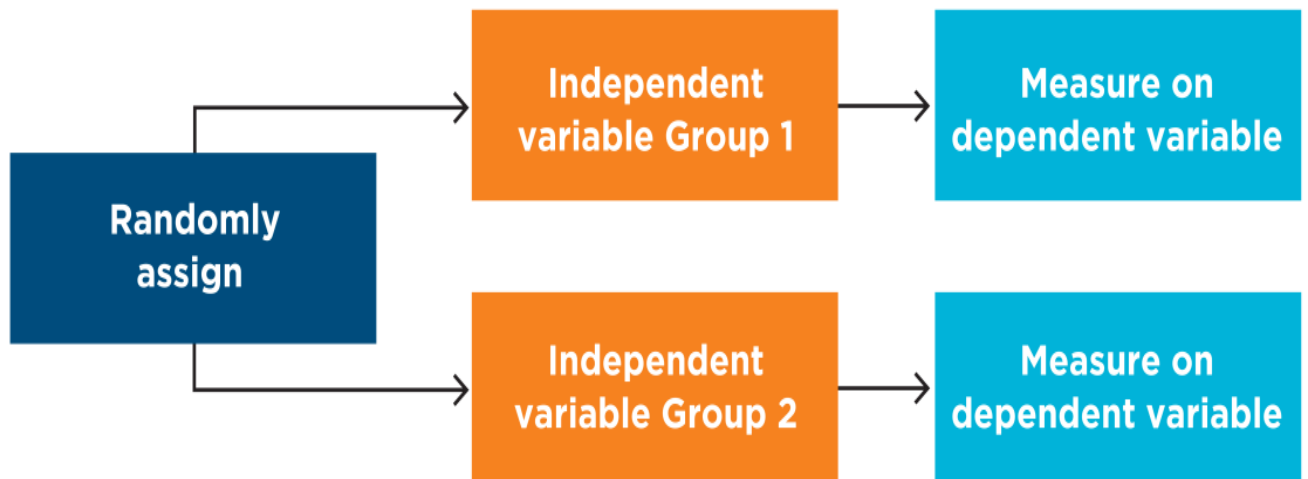 Randomly
assign
Independent
variable Group 1
Measure on
dependent variable
Independent
variable Group 2
Measure on
dependent variable